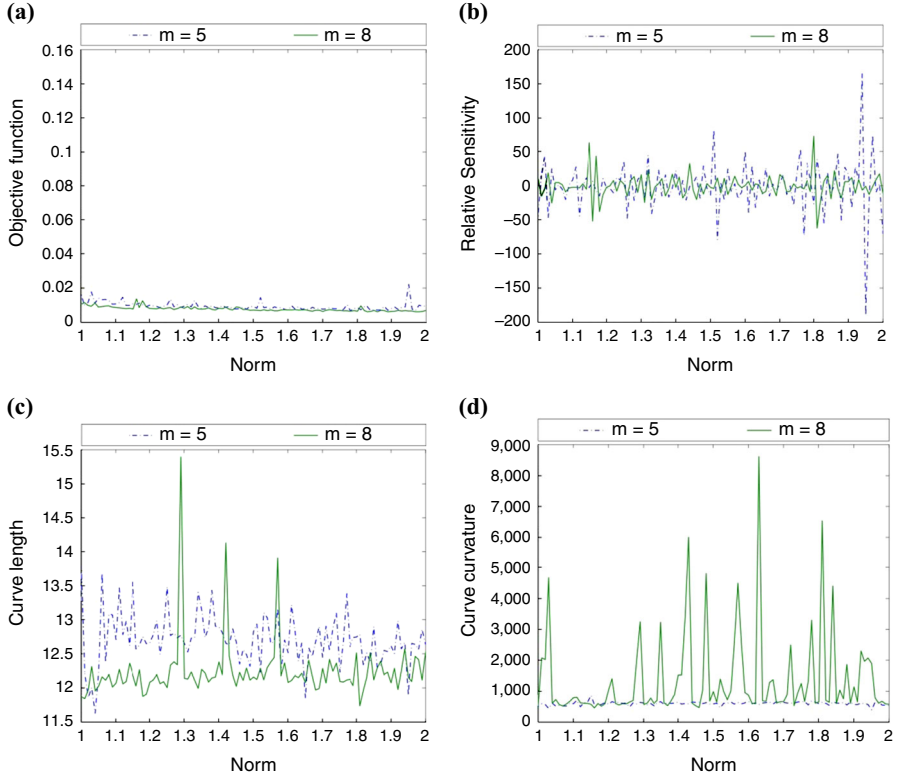 (a)
m = 5 m = 8
0.16
0.14
0.12
0.1
0.08
0.06
0.04
0.02
0
Objective function
1 1.1 1.2 1.3 1.4 1.5 1.6 1.7 1.8 1.9 2
Norm
(b)
m = 5 m = 8
200
150
100
50
0
−50
−100
−150
−200
Relative Sensitivity
1 1.1 1.2 1.3 1.4 1.5 1.6 1.7 1.8 1.9 2
Norm
(c)
m = 5 m = 8
15.5
15
14.5
14
13.5
13
12.5
12
11.5
Curve length
1 1.1 1.2 1.3 1.4 1.5 1.6 1.7 1.8 1.9 2
Norm
(d)
m = 5 m = 8
9,000
8,000
7,000
6,000
5,000
4,000
3,000
2,000
1,000
0
Curve curvature
1 1.1 1.2 1.3 1.4 1.5 1.6 1.7 1.8 1.9 2
Norm